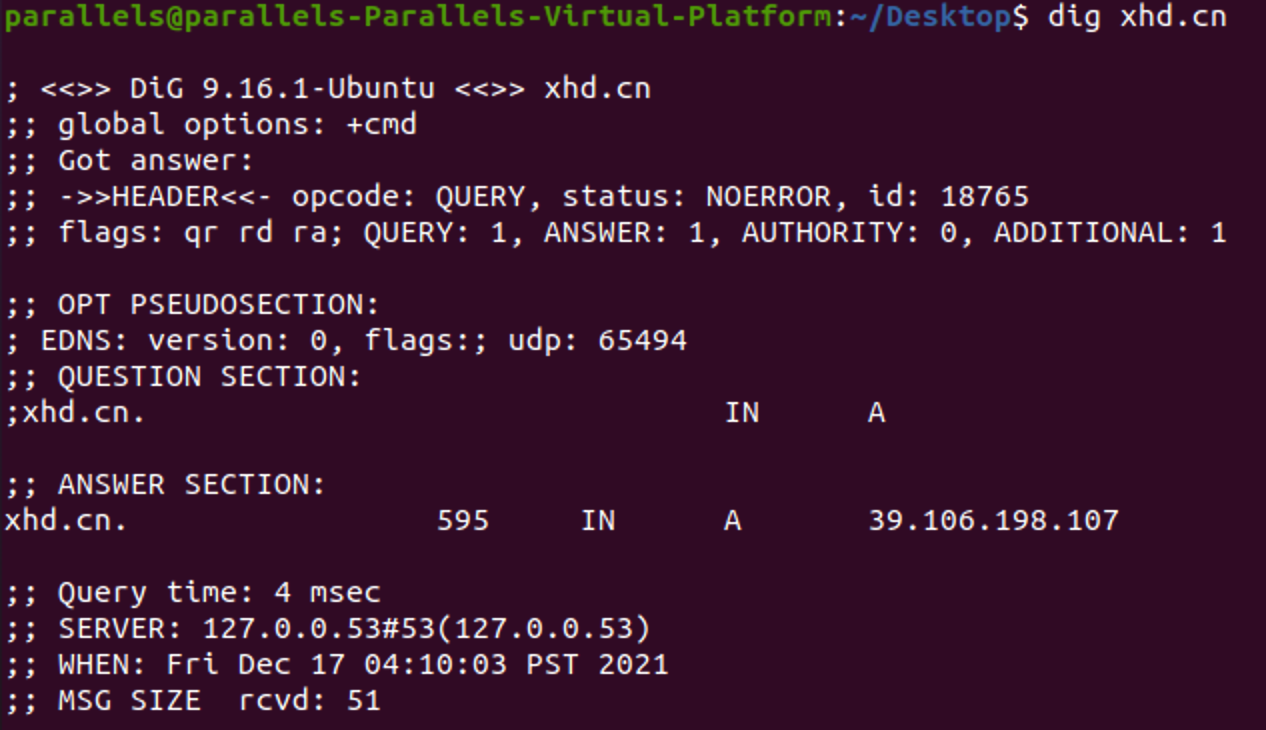 parallels@parallels-Parallels-Virtual-Platform:~/Desktop$ dig xhd.cn
; <<>> DiG 9.16.1-Ubuntu <<>> xhd.cn
;; global options: +cmd
;; Got answer:
;; ->>HEADER<<- opcode: QUERY, status: NOERROR, id: 18765
;; flags: qr rd ra; QUERY: 1, ANSWER: 1, AUTHORITY: 0, ADDITIONAL: 1
;; OPT PSEUDOSECTION:
; EDNS: version: 0, flags:; udp: 65494
;; QUESTION SECTION:
;xhd.cn. IN A
;; ANSWER SECTION:
xhd.cn. 595 IN A 39.106.198.107
;; Query time: 4 msec
;; SERVER: 127.0.0.53#53(127.0.0.53)
;; WHEN: Fri Dec 17 04:10:03 PST 2021
;; MSG SIZE  rcvd: 51